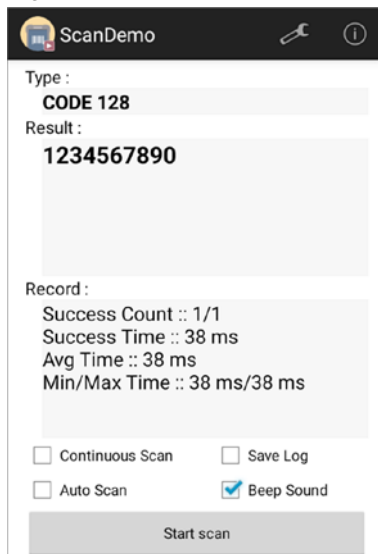 ScanDemo
Type :
CODE 128
Result :
1234567890
Record :
Success Count :: 1/1
Success Time :: 38 ms
Avg Time :: 38 ms
Min/Max Time :: 38 ms/38 ms
Continuous Scan Save Log
Auto Scan Beep Sound
Start scan